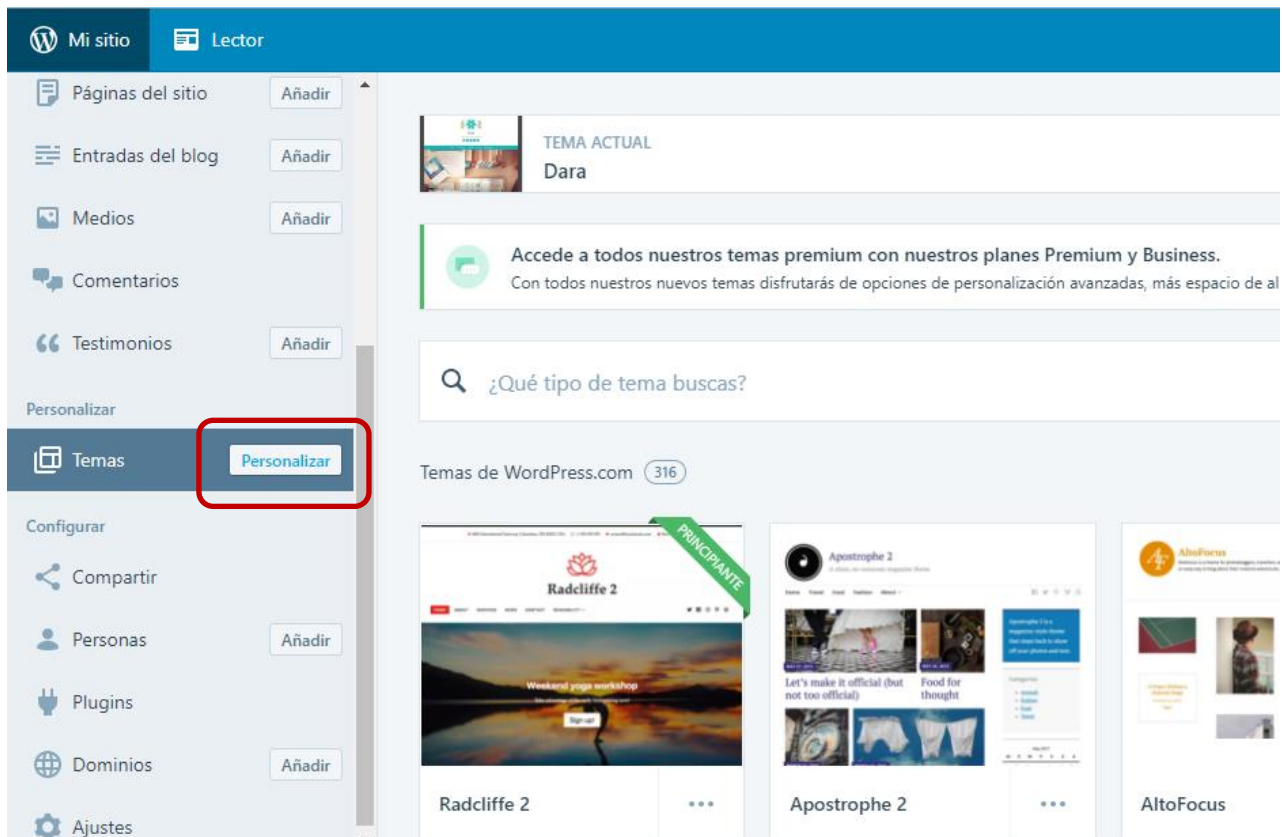 Mi sitio
Lector
Páginas del sitio
Añadir
Entradas del blog
Añadir
Medios
Añadir
Comentarios
Testimonios
Añadir
Personalizar
Temas
Personalizar
Configurar
Compartir
Personas
Añadir
Plugins
Dominios
Añadir
Ajustes
TEMA ACTUAL
Dara
Accede a todos nuestros temas premium con nuestros planes Premium y Business.
Con todos nuestros nuevos temas disfrutarás de opciones de personalización avanzadas, más espacio de al
¿Qué tipo de tema buscas?
Temas de WordPress.com 316
PRINCIPIANTE
Radcliffe 2
Weekend yoga workshop
Sign up!
Radcliffe 2
Apostrophe 2
Let's make it official (but
not too official)
Food for
thought
Apostrophe 2
AltoFocus
AltoFocus